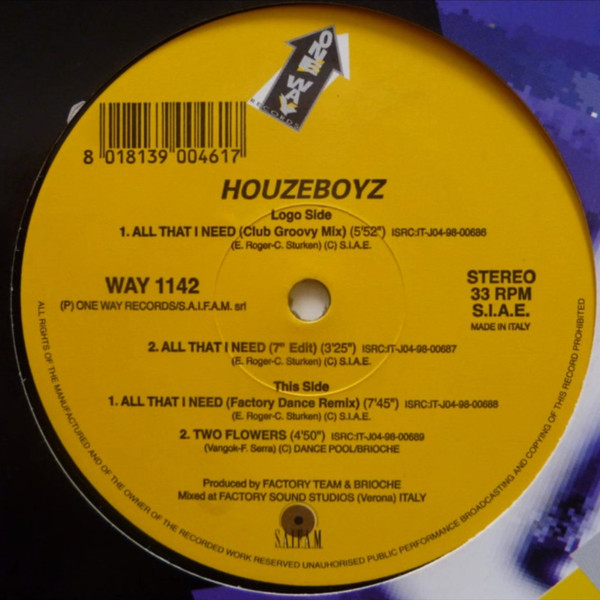 ONE WAY
RECORDS
8 018139 004617
HOUZEBOYZ
Logo Side
1. ALL THAT I NEED (Club Groovy Mix) (5'52") ISRC:IT-J04-98-00686
(E. Roger-C. Sturken) (C) S.I.A.E.
WAY 1142
(P) ONE WAY RECORDS/S.A.I.F.A.M. srl
STEREO
33 RPM
S.I.A.E.
MADE IN ITALY
2. ALL THAT I NEED (7" Edit) (3'25") ISRC:IT-J04-98-00687
(E. Roger-C. Sturken) (C) S.I.A.E.
This Side
1. ALL THAT I NEED (Factory Dance Remix) (7'45") ISRC:IT-J04-98-00688
(E. Roger-C. Sturken) (C) S.I.A.E.
2. TWO FLOWERS (4'50") ISRC:IT-J04-98-00689
(Vangok-F. Serra) (C) DANCE POOL/BRIOCHE
Produced by FACTORY TEAM & BRIOCHE
Mixed at FACTORY SOUND STUDIOS (Verona) ITALY
S.A.I.F.A.M.
ALL RIGHTS OF THE MANUFACTURED AND OF THE OWNER OF THE RECORDED WORK RESERVED UNAUTHORISED PUBLIC PERFORMANCE BROADCASTING AND COPYING OF THIS RECORD PROHIBITED